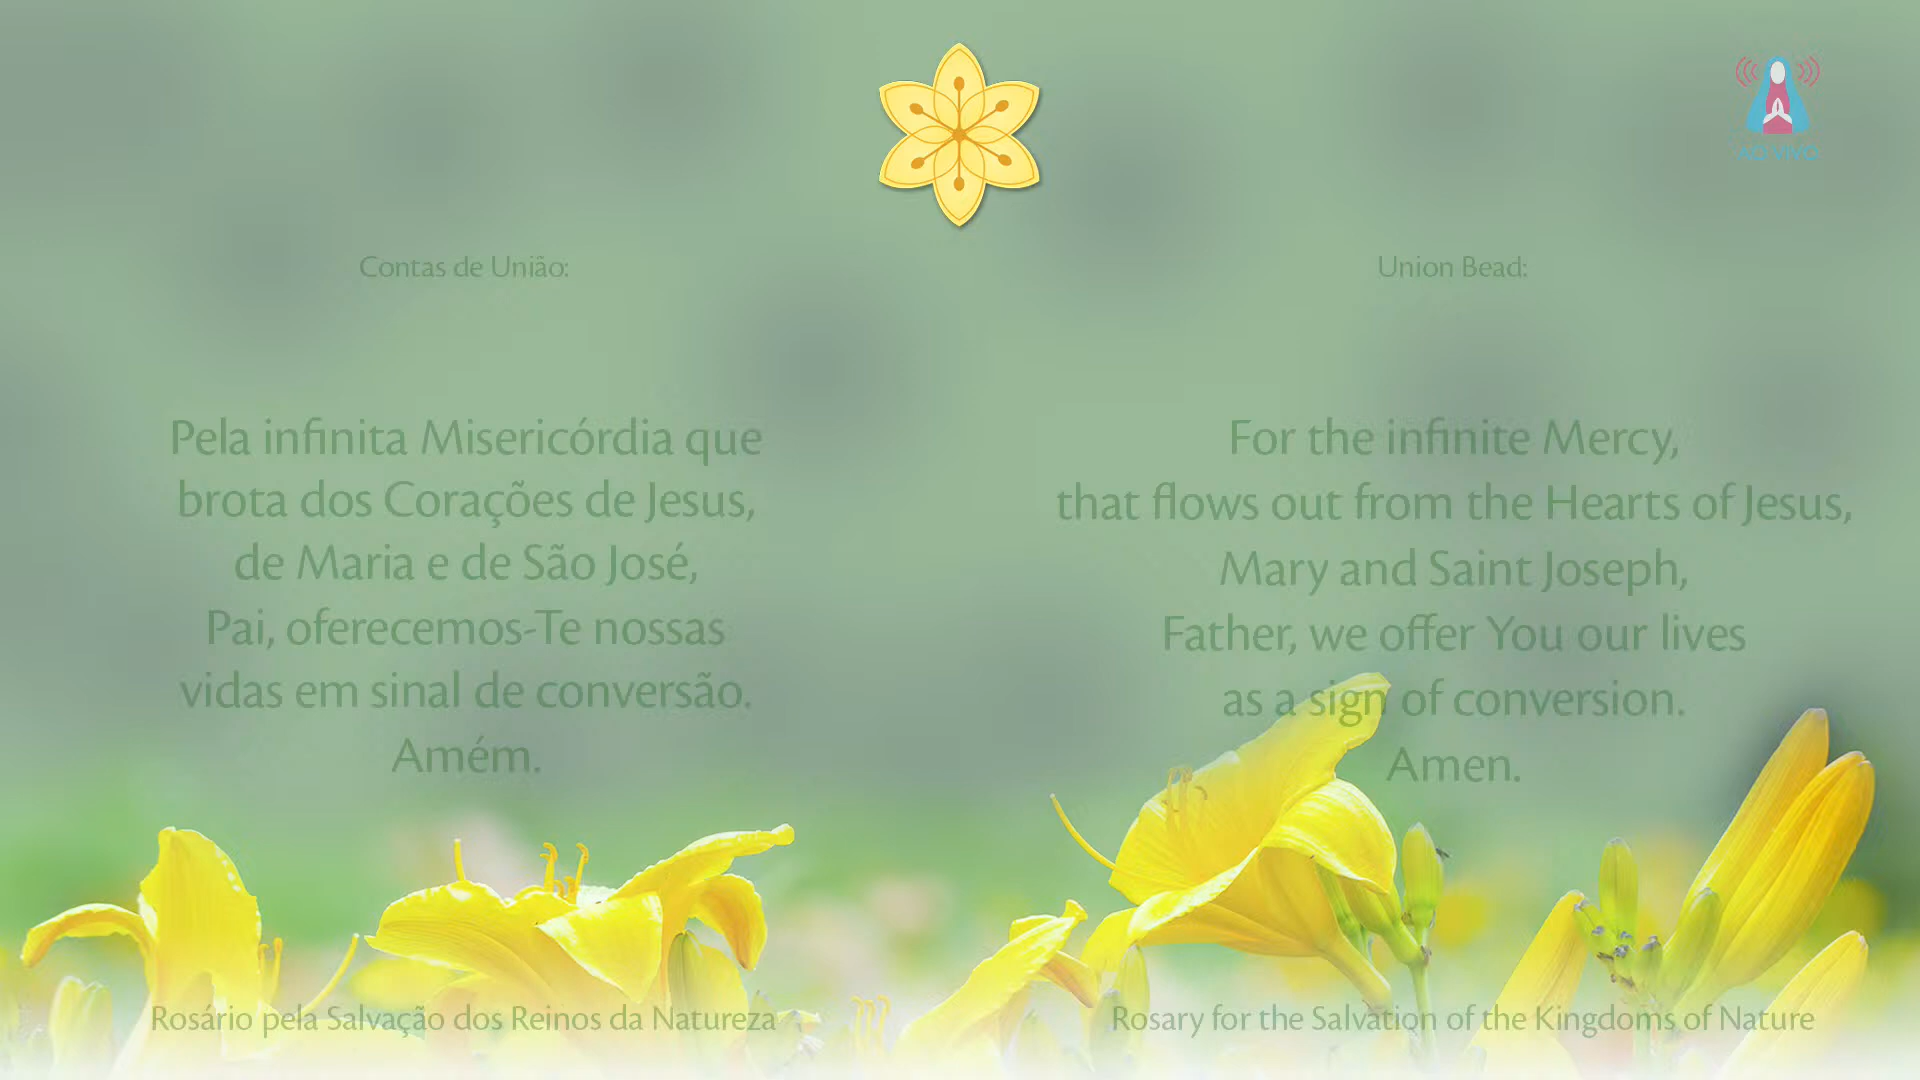 AO VIVO
Contas de União:
Pela infinita Misericórdia que
brota dos Corações de Jesus,
de Maria e de São José,
Pai, oferecemos-Te nossas
vidas em sinal de conversão.
Amém.
Rosário pela Salvação dos Reinos da Natureza
Union Bead:
For the infinite Mercy,
that flows out from the Hearts of Jesus,
Mary and Saint Joseph,
Father, we offer You our lives
as a sign of conversion.
Amen.
Rosary for the Salvation of the Kingdoms of Nature